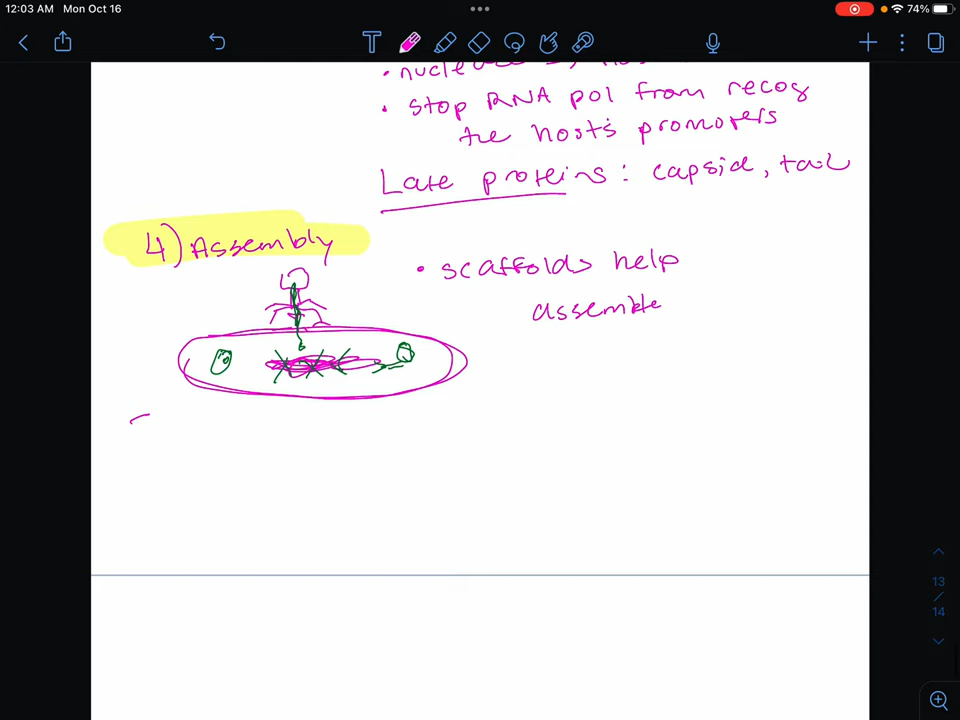 12:03 AM Mon Oct 16
74%
T
• stop RNA pol from recog
the host's promoters
Late proteins : capsid, tail
4) Assembly
• scaffolds help
assemble
13
/
14